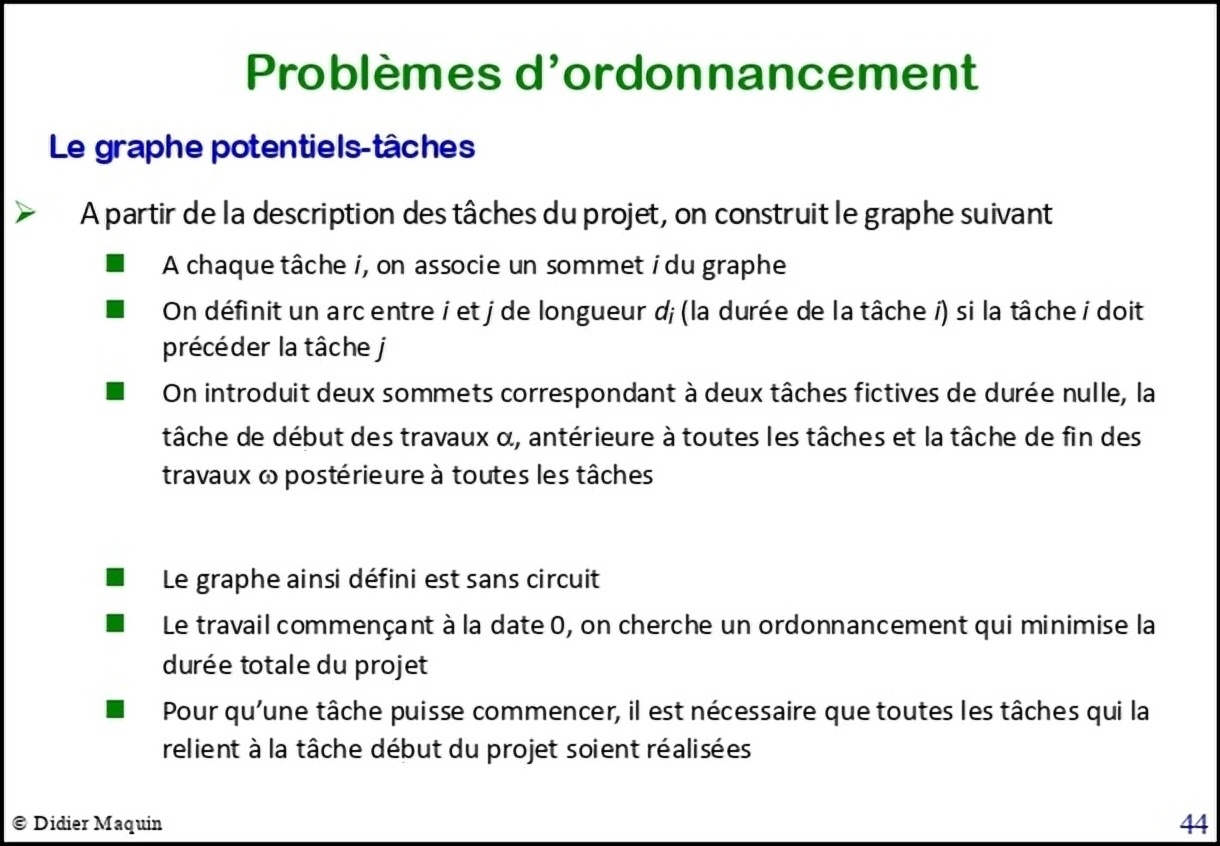 Problèmes d’ordonnancement
Le graphe potentiels-tâches
A partir de la description des tâches du projet, on construit le graphe suivant
A chaque tâche i, on associe un sommet i du graphe
On définit un arc entre i et j de longueur di (la durée de la tâche i) si la tâche i doit
précéder la tâche j
On introduit deux sommets correspondant à deux tâches fictives de durée nulle, la
tâche de début des travaux α, antérieure à toutes les tâches et la tâche de fin des
travaux ω postérieure à toutes les tâches
Le graphe ainsi défini est sans circuit
Le travail commençant à la date 0, on cherche un ordonnancement qui minimise la
durée totale du projet
Pour qu’une tâche puisse commencer, il est nécessaire que toutes les tâches qui la
relient à la tâche début du projet soient réalisées
© Didier Maquin
44